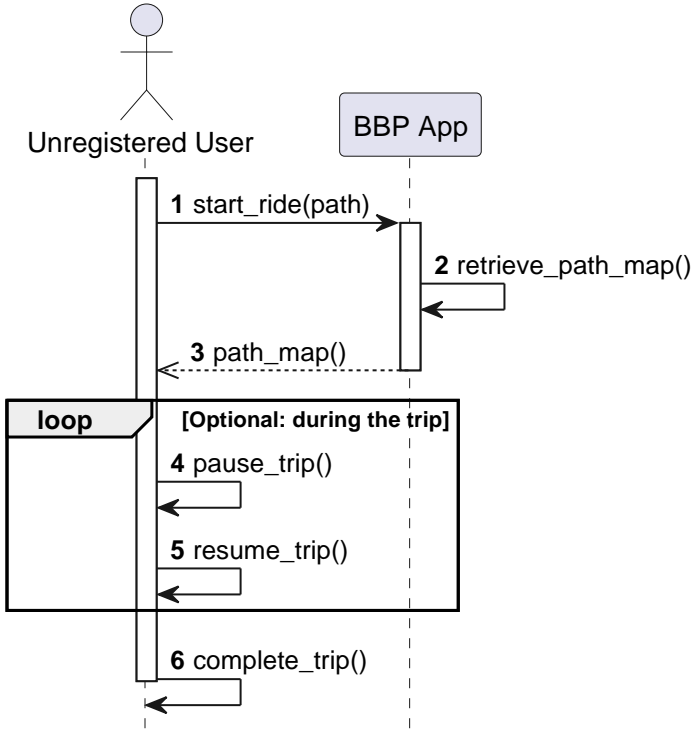 Unregistered User
BBP App
1 start_ride(path)
2 retrieve_path_map()
3 path_map()
loop [Optional: during the trip]
4 pause_trip()
5 resume_trip()
6 complete_trip()